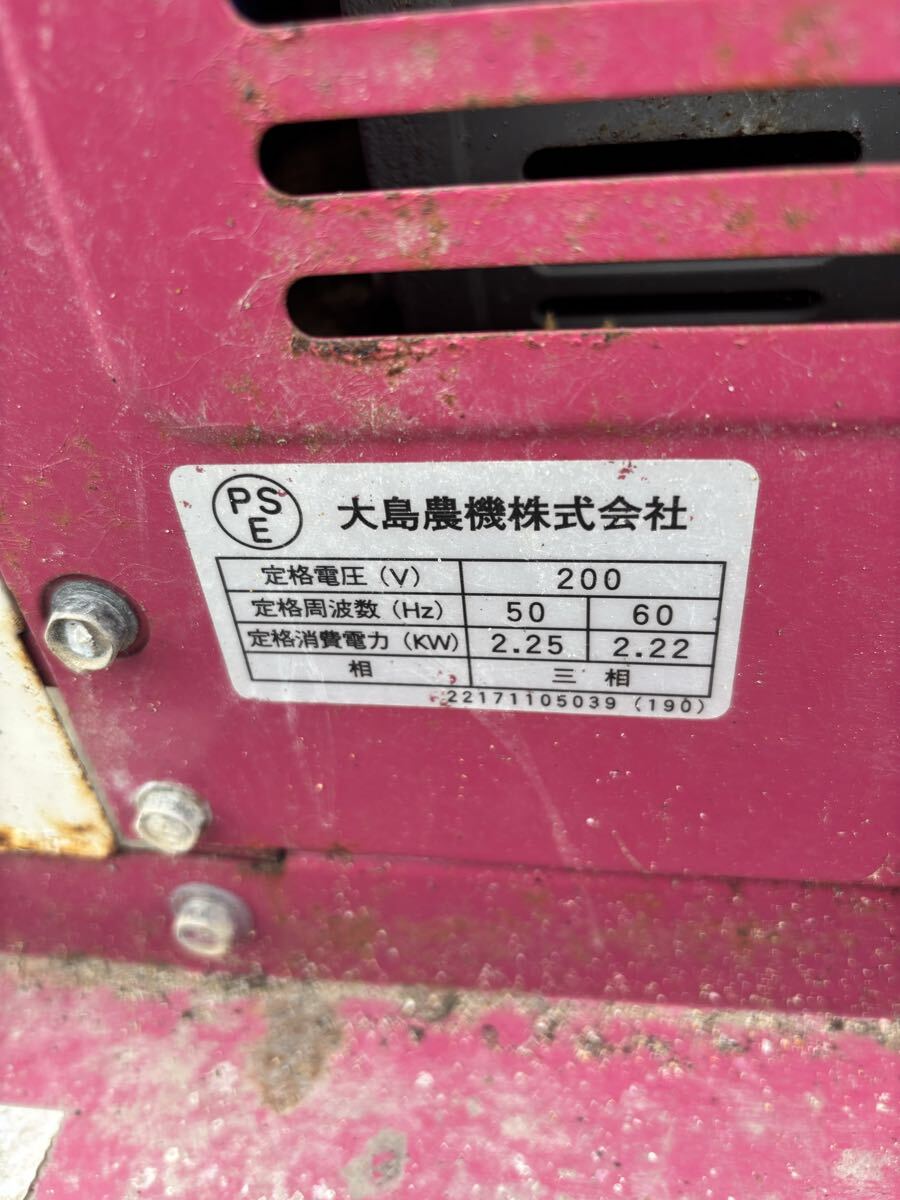 PS
E
大島農機株式会社
定格電圧(V) 200
定格周波数(Hz) 50 60
定格消費電力(KW) 2.25 2.22
相 三相
22171105039(190)